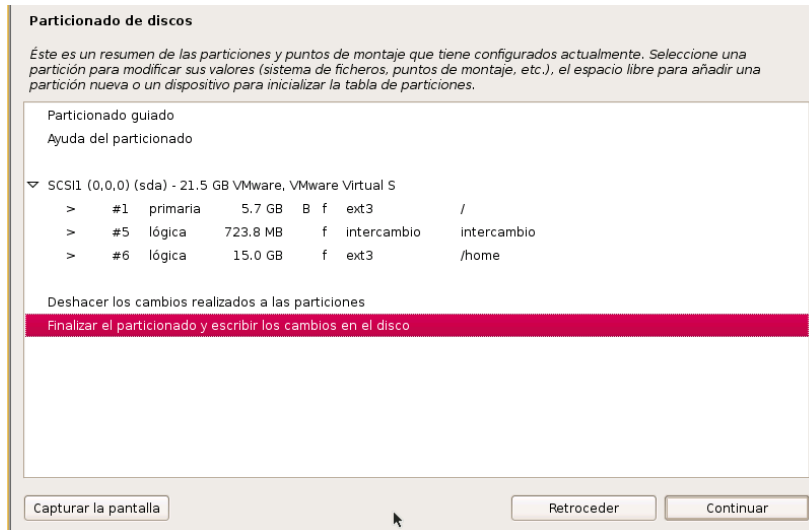 Particionado de discos
Éste es un resumen de las particiones y puntos de montaje que tiene configurados actualmente. Seleccione una
partición para modificar sus valores (sistema de ficheros, puntos de montaje, etc.), el espacio libre para añadir una
partición nueva o un dispositivo para inicializar la tabla de particiones.
Particionado guiado
Ayuda del particionado
SCSI1 (0,0,0) (sda) - 21.5 GB VMware, VMware Virtual S
> #1 primaria 5.7 GB B f ext3 /
> #5 lógica 723.8 MB f intercambio intercambio
> #6 lógica 15.0 GB f ext3 /home
Deshacer los cambios realizados a las particiones
Finalizar el particionado y escribir los cambios en el disco
Capturar la pantalla Retroceder Continuar